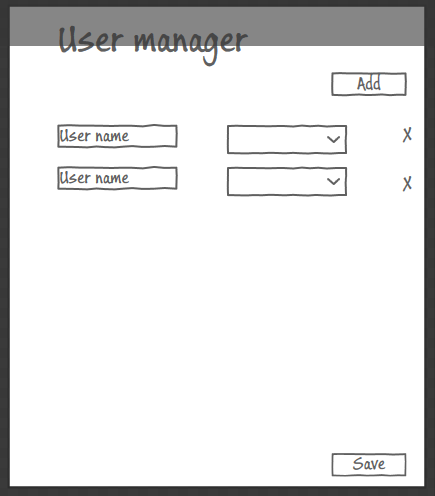 User manager
Add
User name
X
User name
X
Save